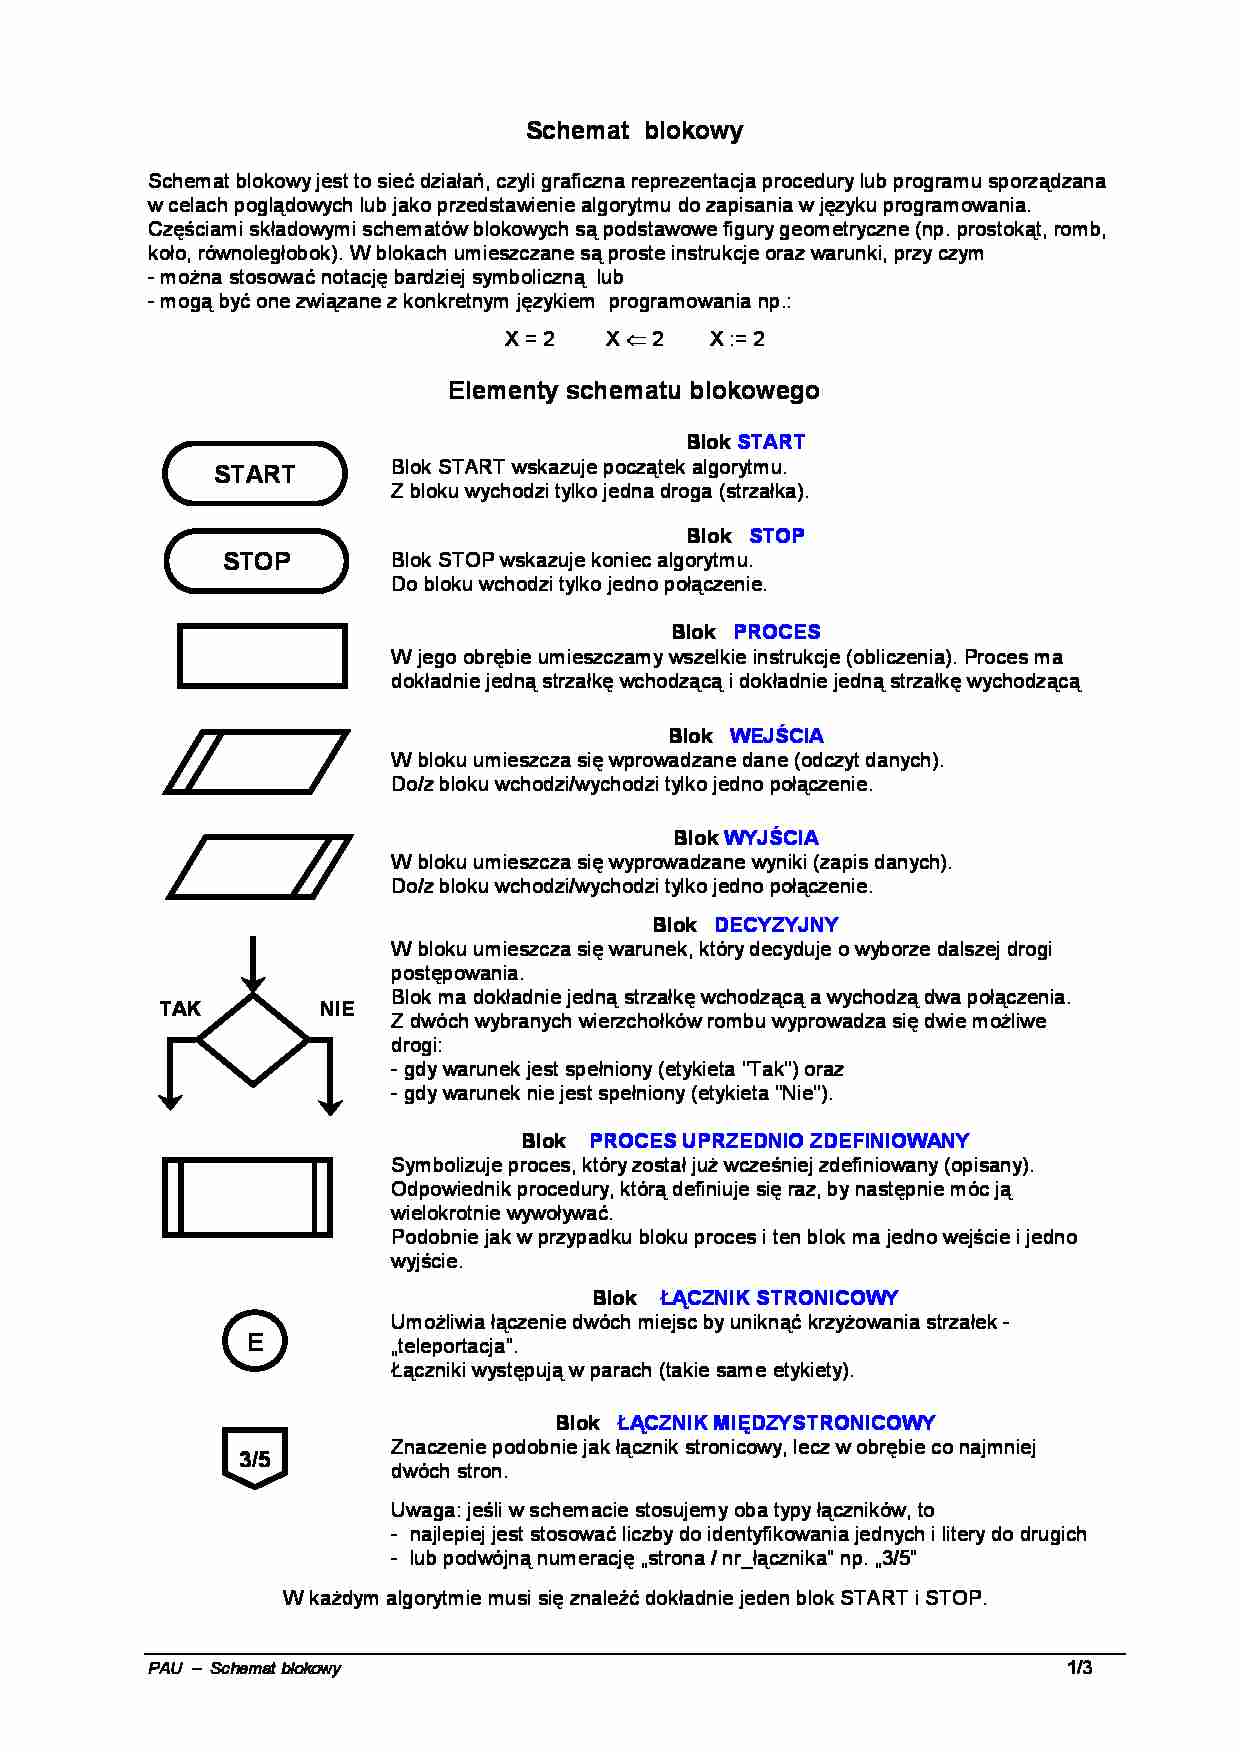 Schemat blokowy
Schemat blokowy jest to sieć działań, czyli graficzna reprezentacja procedury lub programu sporządzana
w celach poglądowych lub jako przedstawienie algorytmu do zapisania w języku programowania.
Częściami składowymi schematów blokowych są podstawowe figury geometryczne (np. prostokąt, romb,
koło, równoległobok). W blokach umieszczane są proste instrukcje oraz warunki, przy czym
- można stosować notację bardziej symboliczną lub
- mogą być one związane z konkretnym językiem programowania np.:
X = 2 X ⇐ 2 X := 2
Elementy schematu blokowego
Blok START
START
Blok START wskazuje początek algorytmu.
Z bloku wychodzi tylko jedna droga (strzałka).
Blok STOP
STOP
Blok STOP wskazuje koniec algorytmu.
Do bloku wchodzi tylko jedno połączenie.
Blok PROCES
W jego obrębie umieszczamy wszelkie instrukcje (obliczenia). Proces ma
dokładnie jedną strzałkę wchodzącą i dokładnie jedną strzałkę wychodzącą
Blok WEJŚCIA
W bloku umieszcza się wprowadzane dane (odczyt danych).
Do/z bloku wchodzi/wychodzi tylko jedno połączenie.
Blok WYJŚCIA
W bloku umieszcza się wyprowadzane wyniki (zapis danych).
Do/z bloku wchodzi/wychodzi tylko jedno połączenie.
Blok DECYZYJNY
W bloku umieszcza się warunek, który decyduje o wyborze dalszej drogi
postępowania.
TAK NIE
Blok ma dokładnie jedną strzałkę wchodzącą a wychodzą dwa połączenia.
Z dwóch wybranych wierzchołków rombu wyprowadza się dwie możliwe
drogi:
- gdy warunek jest spełniony (etykieta "Tak") oraz
- gdy warunek nie jest spełniony (etykieta "Nie").
Blok PROCES UPRZEDNIO ZDEFINIOWANY
Symbolizuje proces, który został już wcześniej zdefiniowany (opisany).
Odpowiednik procedury, którą definiuje się raz, by następnie móc ją
wielokrotnie wywoływać.
Podobnie jak w przypadku bloku proces i ten blok ma jedno wejście i jedno
wyjście.
Blok ŁĄCZNIK STRONICOWY
E
Umożliwia łączenie dwóch miejsc by uniknąć krzyżowania strzałek -
„teleportacja”.
Łączniki występują w parach (takie same etykiety).
Blok ŁĄCZNIK MIĘDZYSTRONICOWY
3/5
Znaczenie podobnie jak łącznik stronicowy, lecz w obrębie co najmniej
dwóch stron.
Uwaga: jeśli w schemacie stosujemy oba typy łączników, to
- najlepiej jest stosować liczby do identyfikowania jednych i litery do drugich
- lub podwójną numerację „strona / nr_łącznika” np. „3/5”
W każdym algorytmie musi się znaleźć dokładnie jeden blok START i STOP.
PAU – Schemat blokowy 1/3